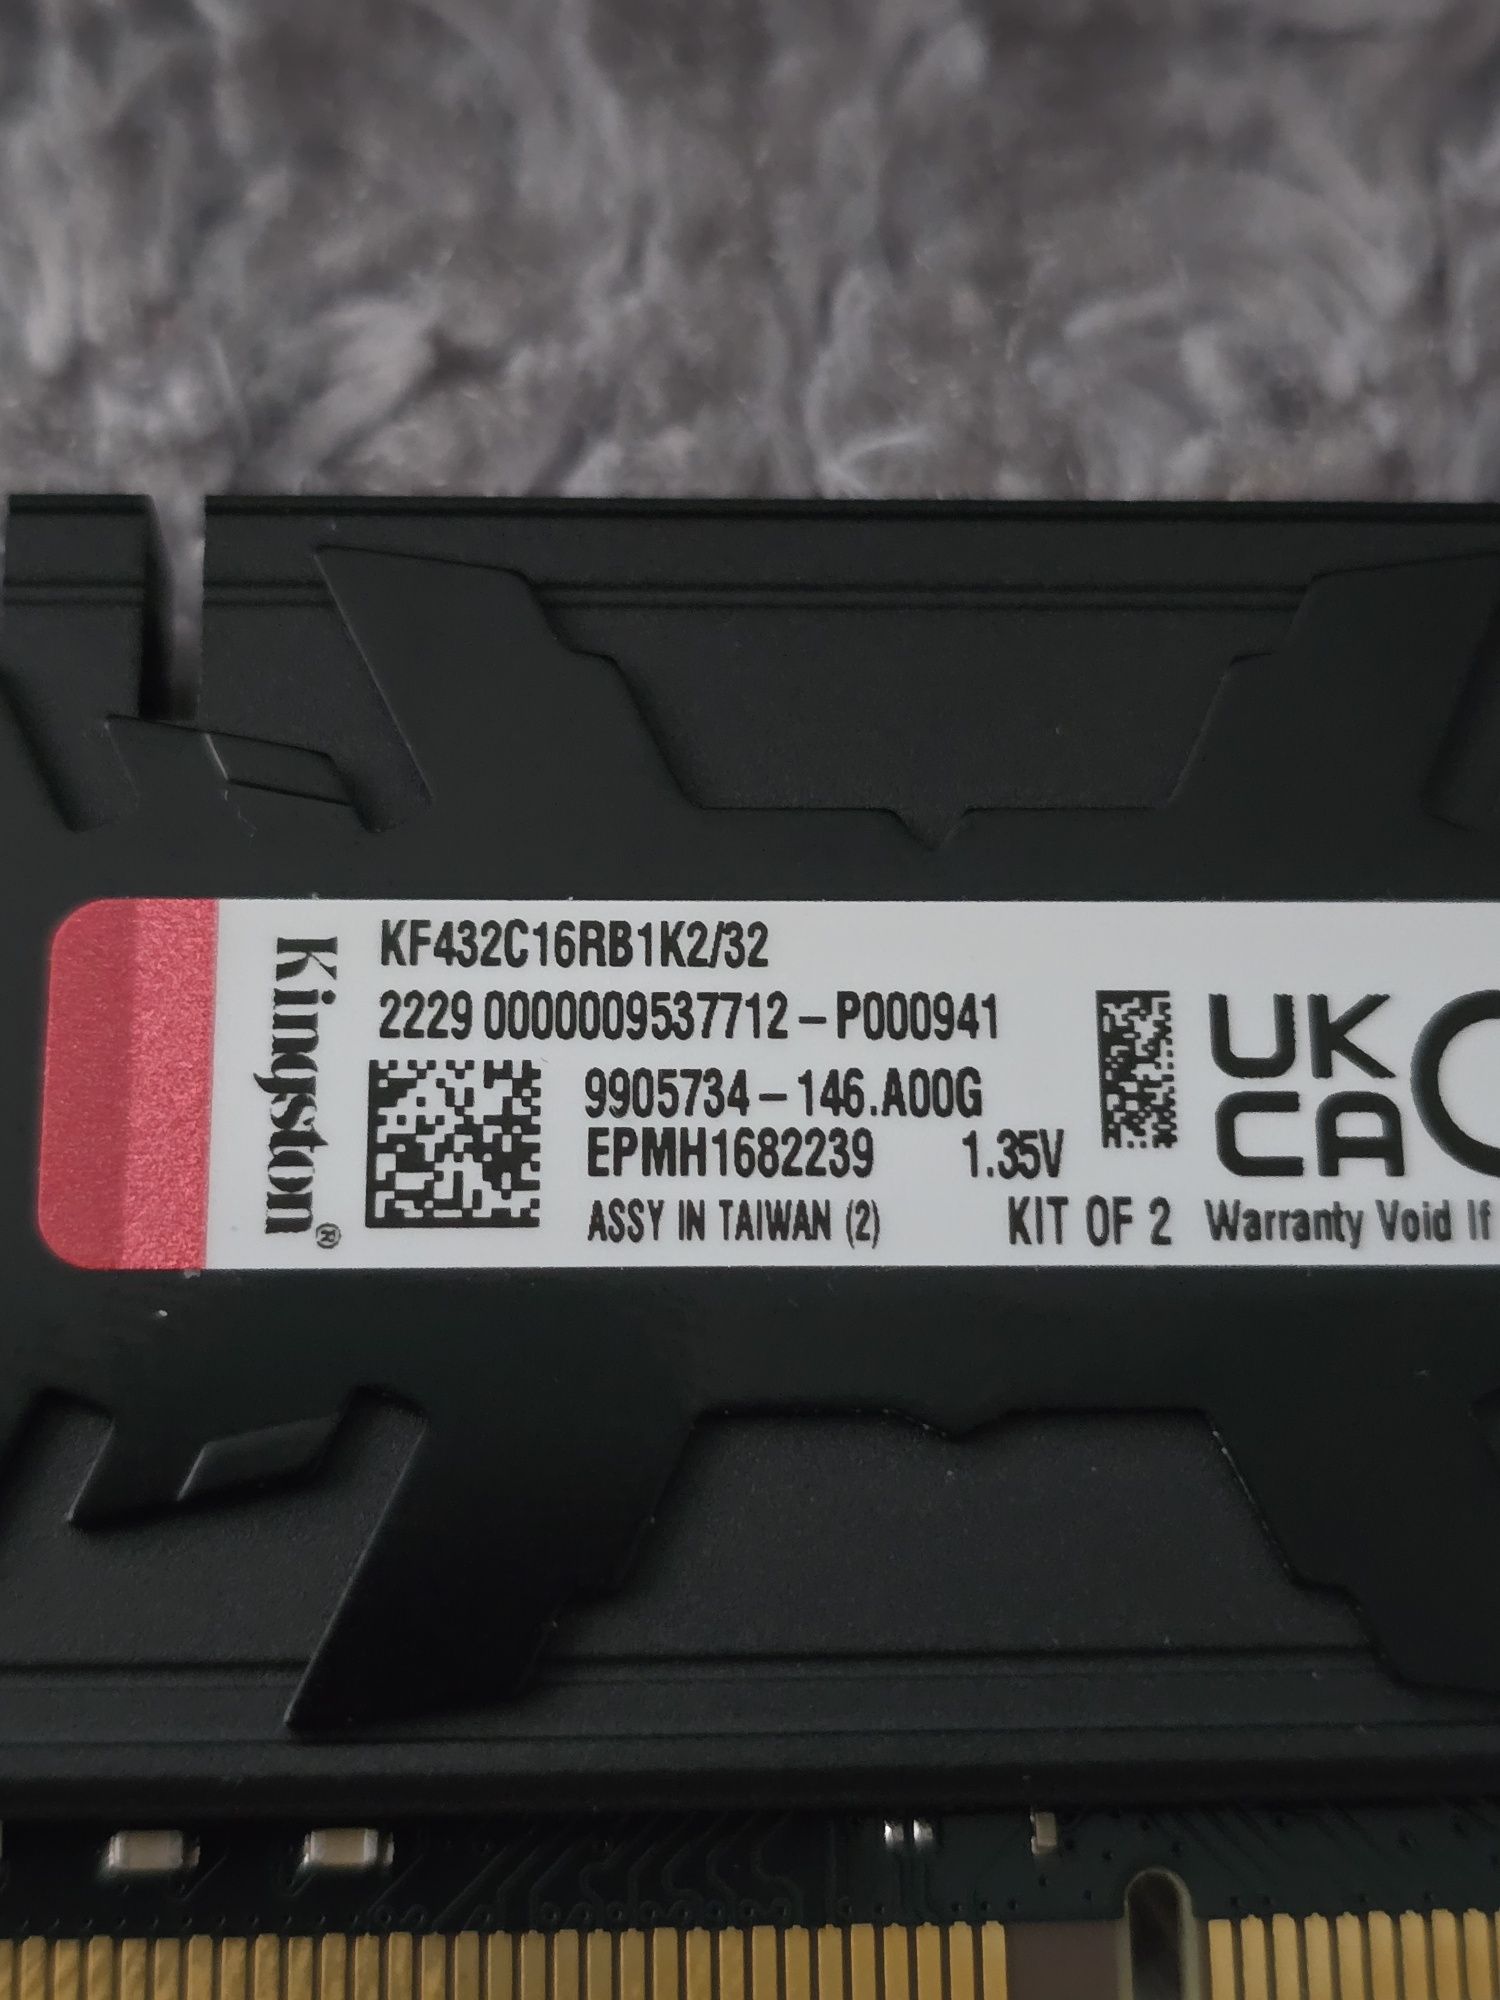 Kingston®
KF432C16RB1K2/32
2229 0000009537712-P000941
9905734-146.A00G
EPMH1682239 1.35V
ASSY IN TAIWAN (2) KIT OF 2 Warranty Void If
UK
CA